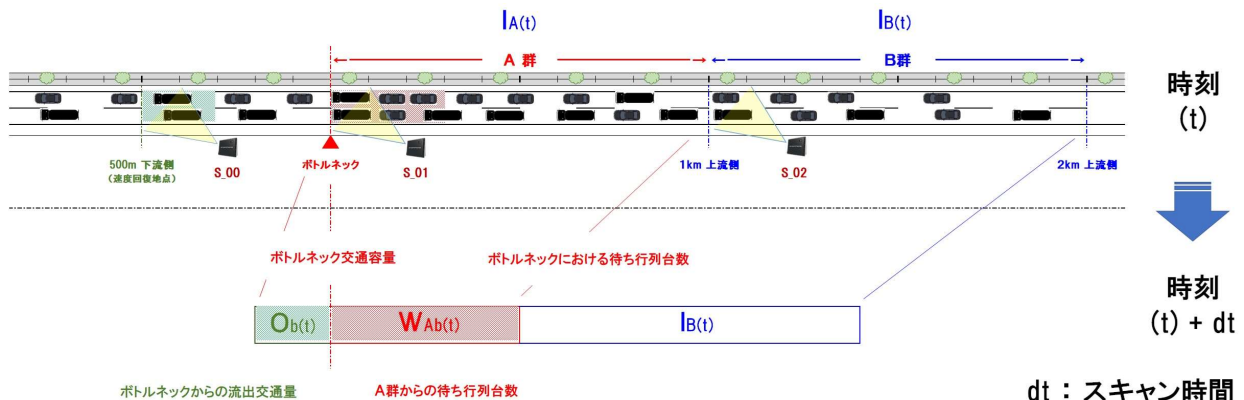 IA(t)
IB(t)
A 群
B群
時刻
(t)
500m 下流側
(速度回復地点)
S_00
ボトルネック
S_01
1km 上流側
S_02
2km 上流側
ボトルネック交通容量
ボトルネックにおける待ち行列台数
Ob(t)
WAb(t)
IB(t)
時刻
(t) + dt
ボトルネックからの流出交通量
A群からの待ち行列台数
dt : スキャン時間